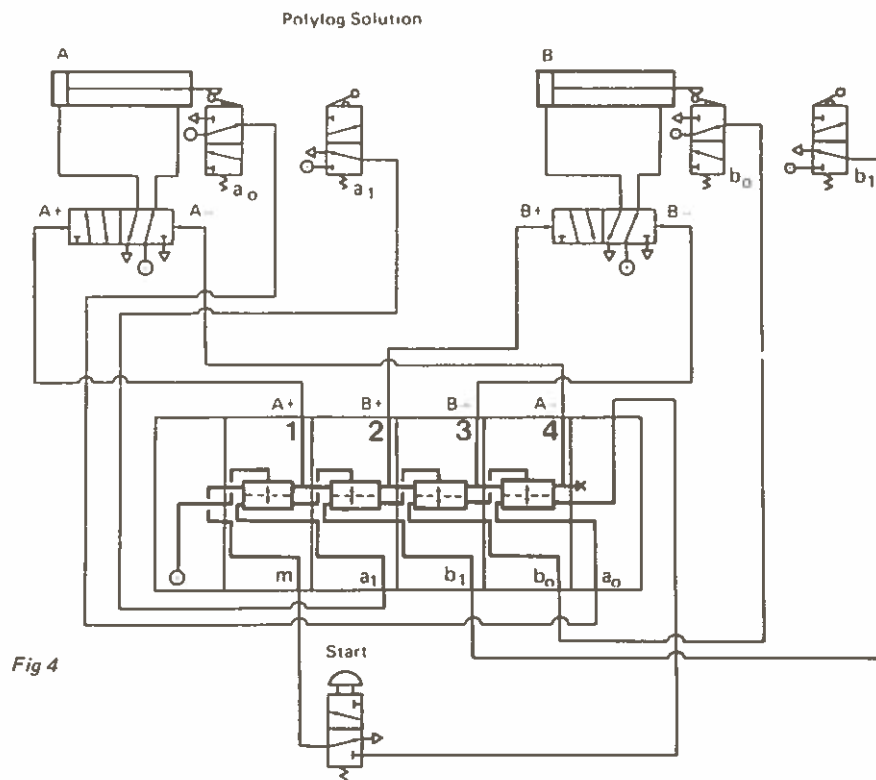 Polylog Solution
A
B
a₀
a₁
b₀
b₁
A+ A-
B+ B-
A+ B+ B- A-
1 2 3 4
m a₁ b₁ b₀ a₀
Start
Fig 4